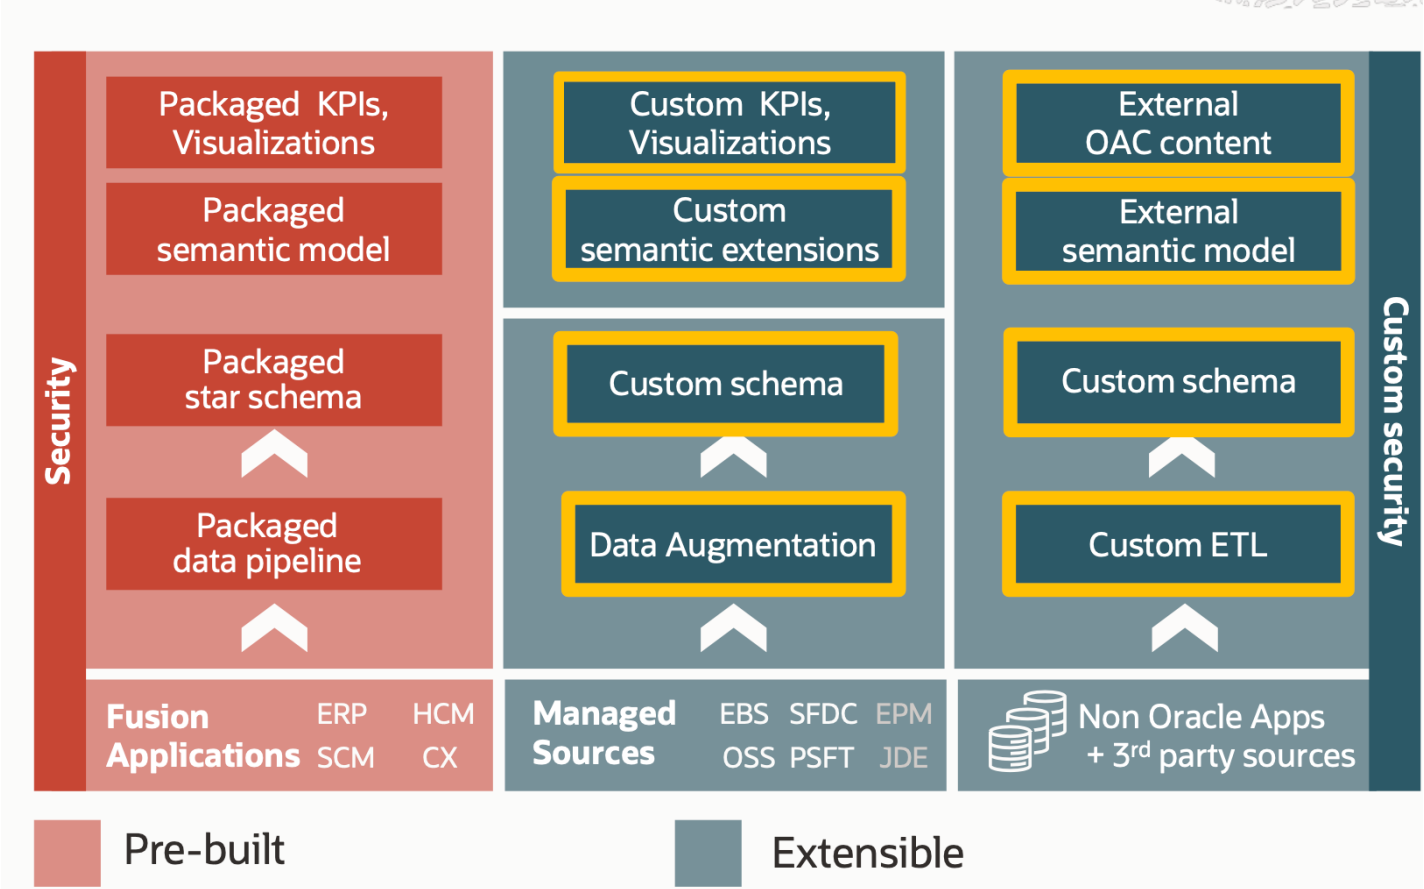 Security
Packaged KPIs,
Visualizations
Packaged
semantic model
Packaged
star schema
Packaged
data pipeline
Fusion
Applications
ERP HCM
SCM CX
Custom KPIs,
Visualizations
Custom
semantic extensions
Custom schema
Data Augmentation
Managed
Sources
EBS SFDC EPM
OSS PSFT JDE
External
OAC content
External
semantic model
Custom schema
Custom ETL
Non Oracle Apps
+ 3rd party sources
Custom security
Pre-built
Extensible